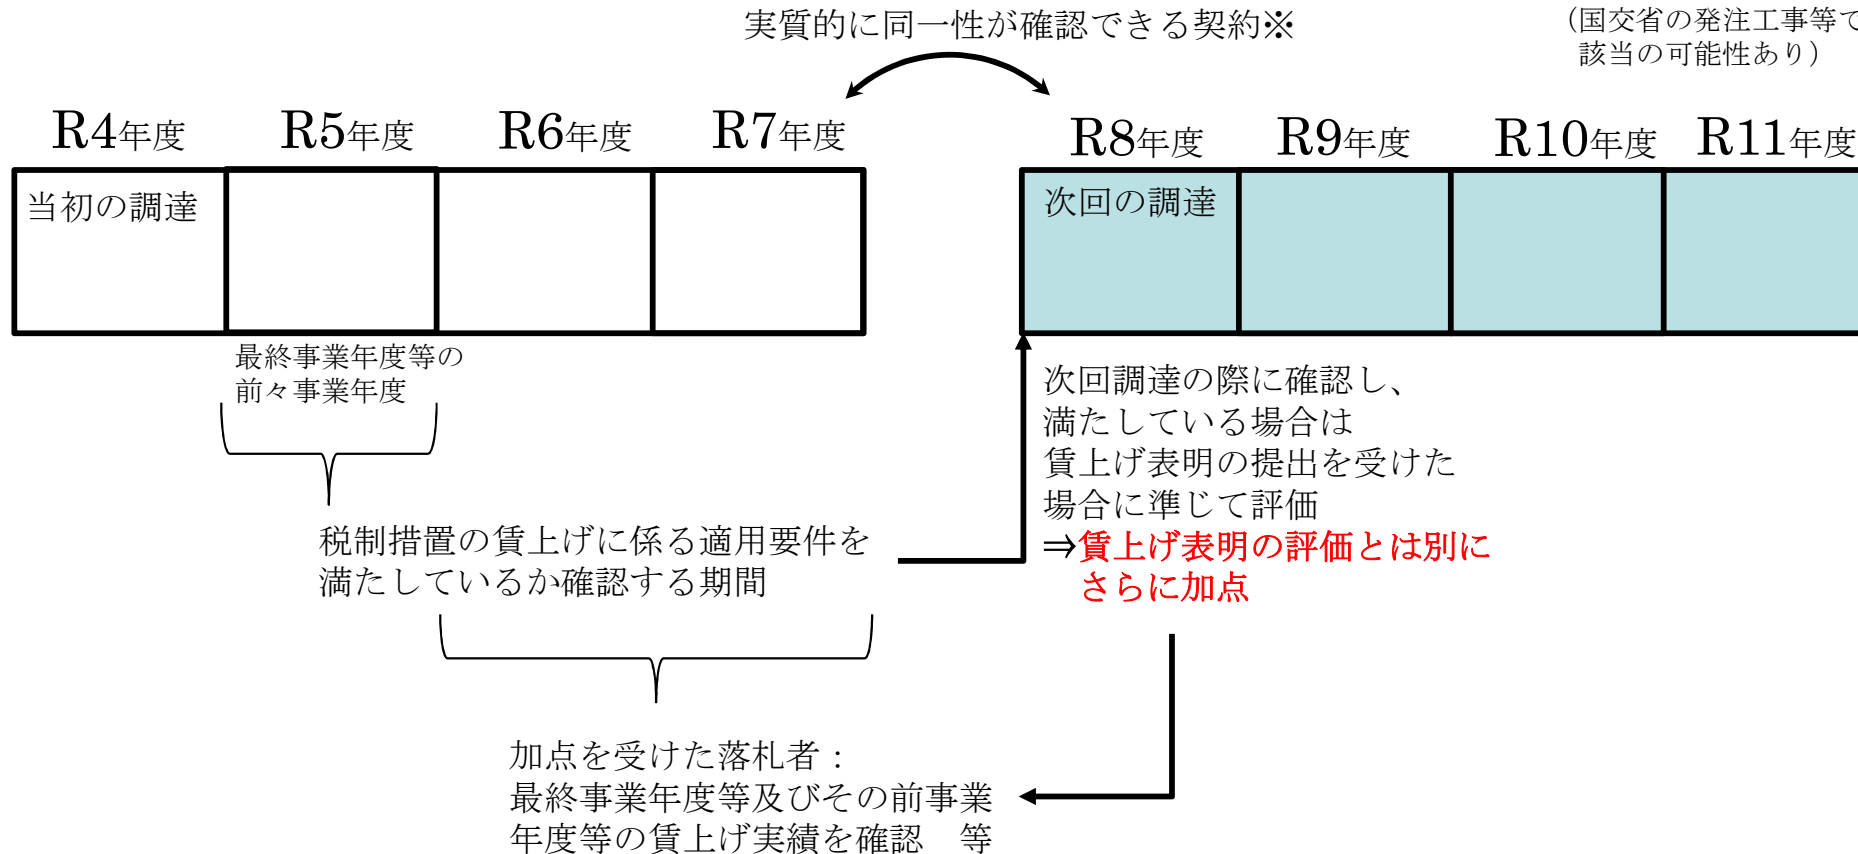 実質的に同一性が確認できる契約※
（国交省の発注工事等で
該当の可能性あり）
R4年度
R5年度
R6年度
R7年度
R8年度
R9年度
R10年度
R11年度
当初の調達
次回の調達
最終事業年度等の
前々事業年度
次回調達の際に確認し、
満たしている場合は
賃上げ表明の提出を受けた
場合に準じて評価
⇒賃上げ表明の評価とは別に
さらに加点
税制措置の賃上げに係る適用要件を
満たしているか確認する期間
加点を受けた落札者：
最終事業年度等及びその前事業
年度等の賃上げ実績を確認　等